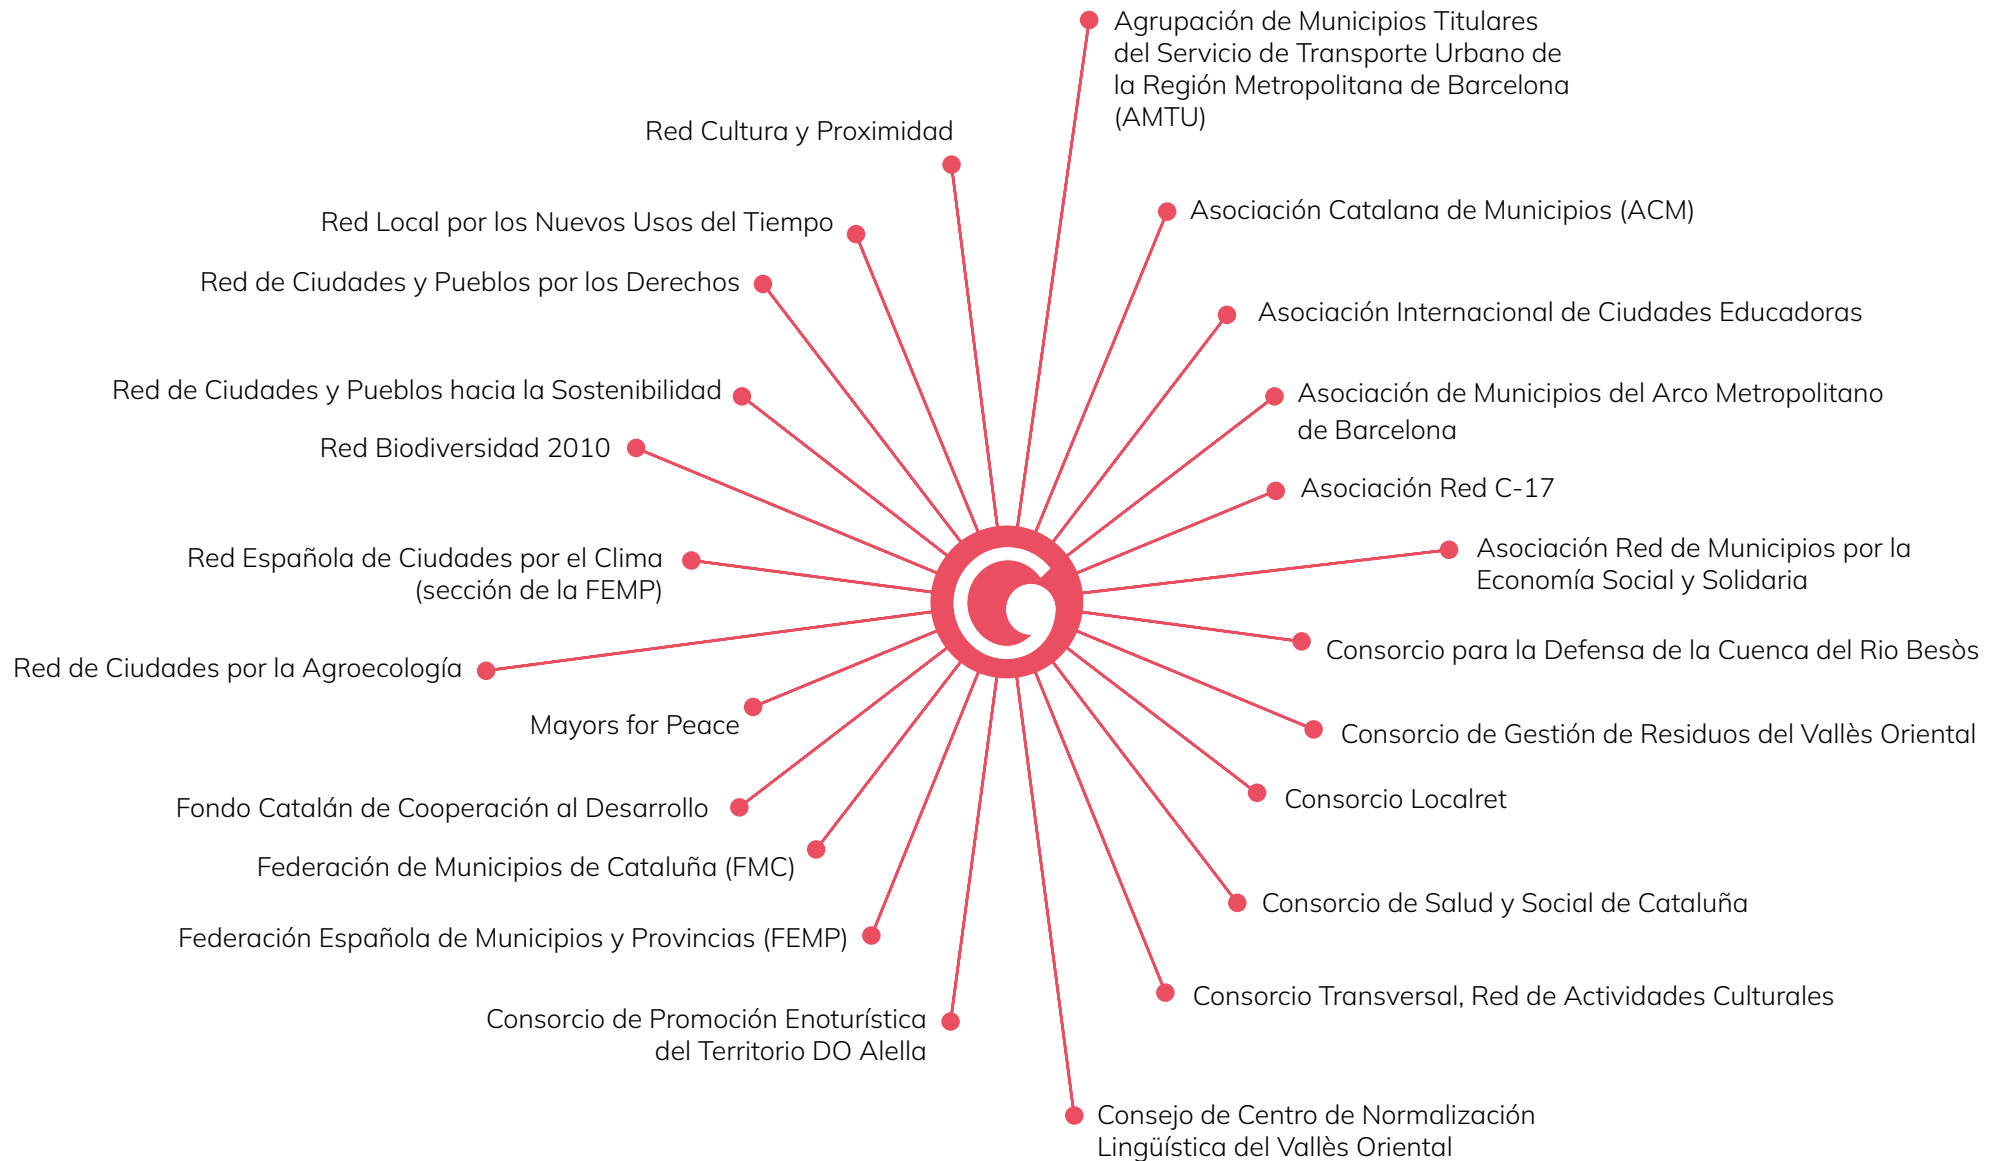 Agrupación de Municipios Titulares
del Servicio de Transporte Urbano de
la Región Metropolitana de Barcelona
(AMTU)
Asociación Catalana de Municipios (ACM)
Asociación Internacional de Ciudades Educadoras
Asociación de Municipios del Arco Metropolitano
de Barcelona
Asociación Red C-17
Asociación Red de Municipios por la
Economía Social y Solidaria
Consorcio para la Defensa de la Cuenca del Rio Besòs
Consorcio de Gestión de Residuos del Vallès Oriental
Consorcio Localret
Consorcio de Salud y Social de Cataluña
Consorcio Transversal, Red de Actividades Culturales
Consejo de Centro de Normalización
Lingüística del Vallès Oriental
Consorcio de Promoción Enoturística
del Territorio DO Alella
Federación Española de Municipios y Provincias (FEMP)
Federación de Municipios de Cataluña (FMC)
Fondo Catalán de Cooperación al Desarrollo
Mayors for Peace
Red de Ciudades por la Agroecología
Red Española de Ciudades por el Clima
(sección de la FEMP)
Red Biodiversidad 2010
Red de Ciudades y Pueblos hacia la Sostenibilidad
Red de Ciudades y Pueblos por los Derechos
Red Local por los Nuevos Usos del Tiempo
Red Cultura y Proximidad